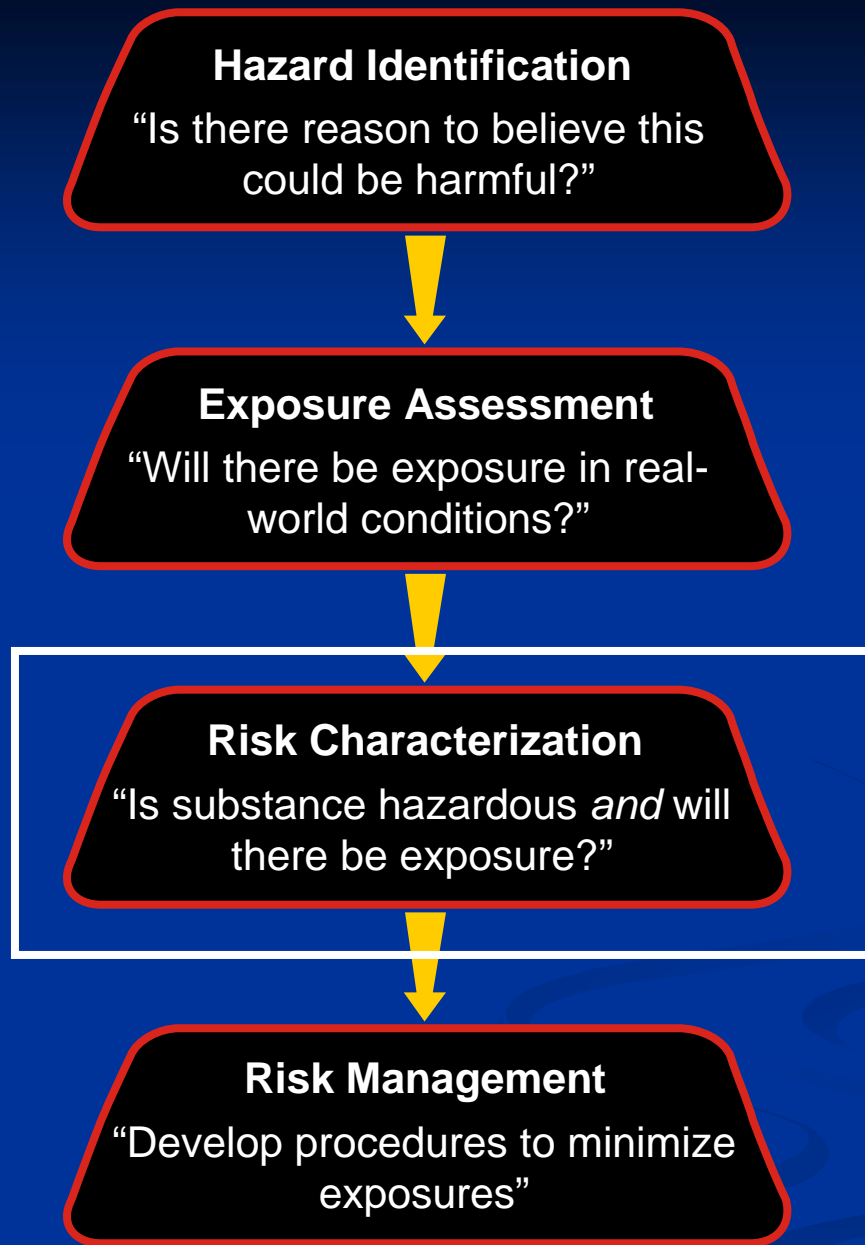 Hazard Identification
“Is there reason to believe this
could be harmful?”
Exposure Assessment
“Will there be exposure in real-
world conditions?”
Risk Characterization
“Is substance hazardous and will
there be exposure?”
Risk Management
“Develop procedures to minimize
exposures”